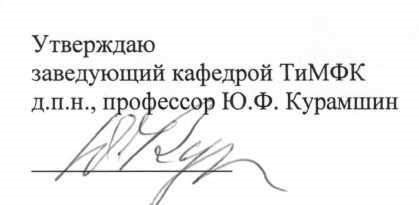 Утверждаю
заведующий кафедрой ТиМФК
д.п.н., профессор Ю.Ф. Курамшин